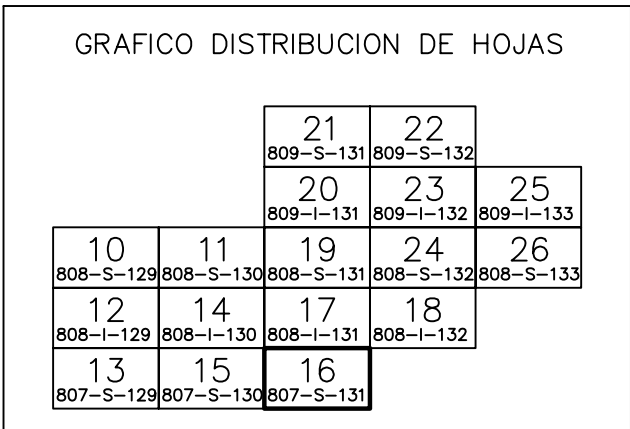 GRAFICO DISTRIBUCION DE HOJAS
21 22
809-S-131 809-S-132
20 23 25
809-I-131 809-I-132 809-I-133
10 11 19 24 26
808-S-129 808-S-130 808-S-131 808-S-132 808-S-133
12 14 17 18
808-I-129 808-I-130 808-I-131 808-I-132
13 15 16
807-S-129 807-S-130 807-S-131